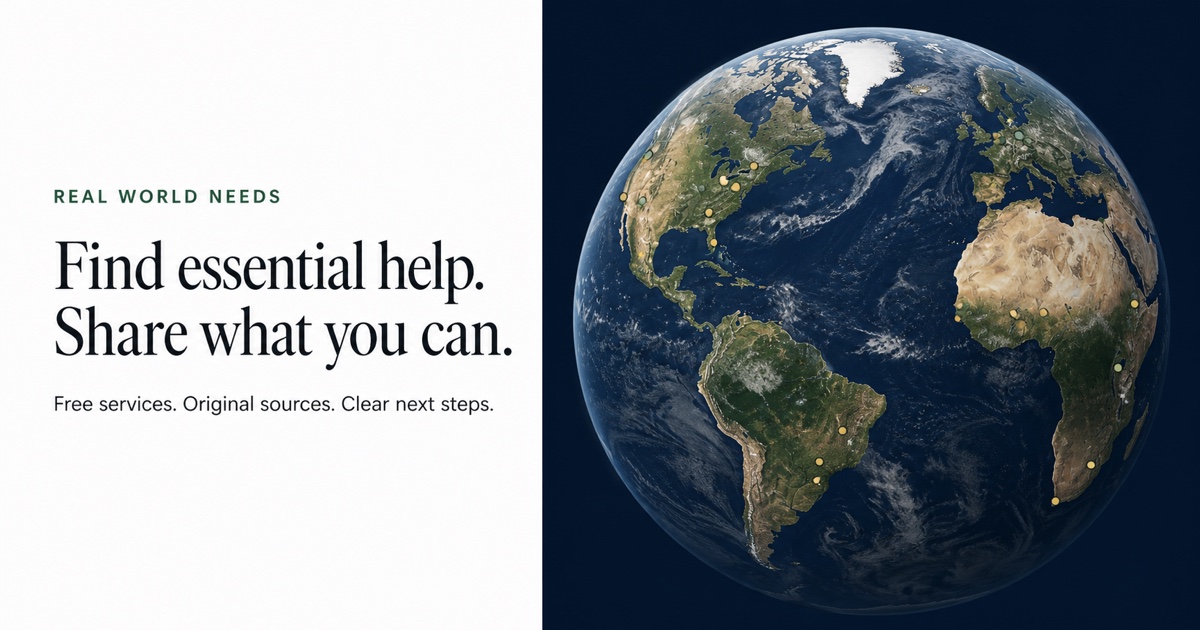 REAL WORLD NEEDS
Find essential help.
Share what you can.
Free services. Original sources. Clear next steps.